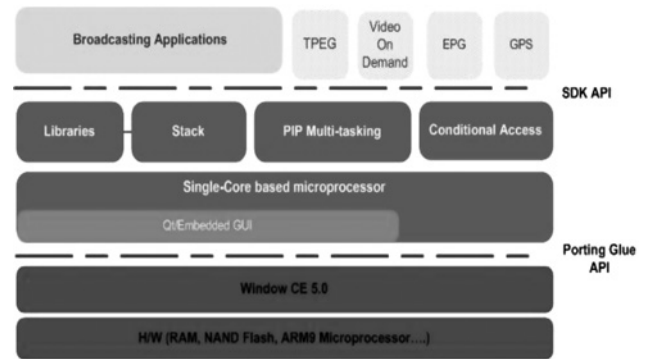 Broadcasting Applications
TPEG
Video
On
Demand
EPG
GPS
SDK API
Libraries
Stack
PIP Multi-tasking
Conditional Access
Single-Core based microprocessor
Qt/Embedded GUI
Porting Glue
API
Window CE 5.0
H/W (RAM, NAND Flash, ARM9 Microprocessor....)